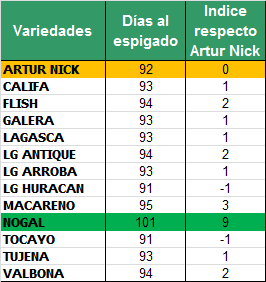 Variedades Días al espigado Indice respecto Artur Nick
ARTUR NICK 92 0
CALIFA 93 1
FLISH 94 2
GALERA 93 1
LAGASCA 93 1
LG ANTIQUE 94 2
LG ARROBA 93 1
LG HURACAN 91 -1
MACARENO 95 3
NOGAL 101 9
TOCAYO 91 -1
TUJENA 93 1
VALBONA 94 2